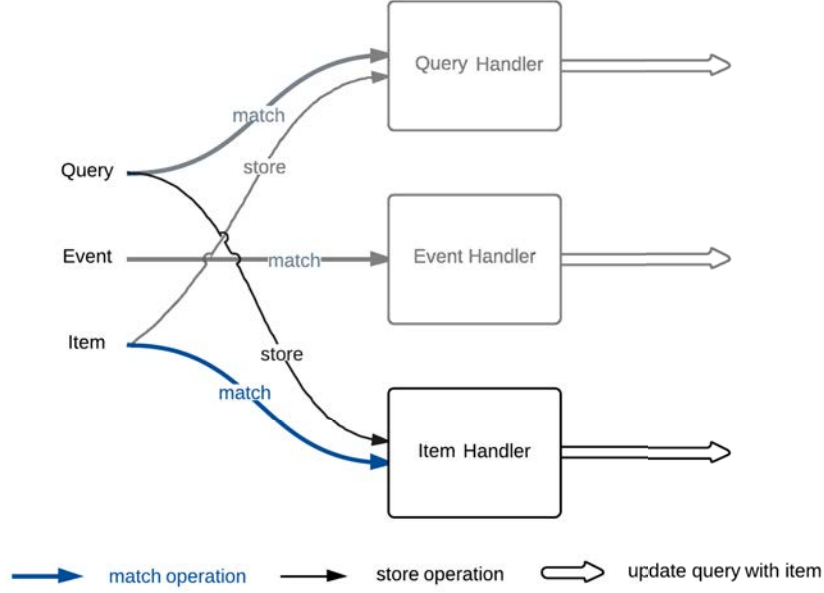 Query Handler
match
store
Query
Event
match
Event Handler
Item
store
match
Item Handler
match operation
store operation
update query with item